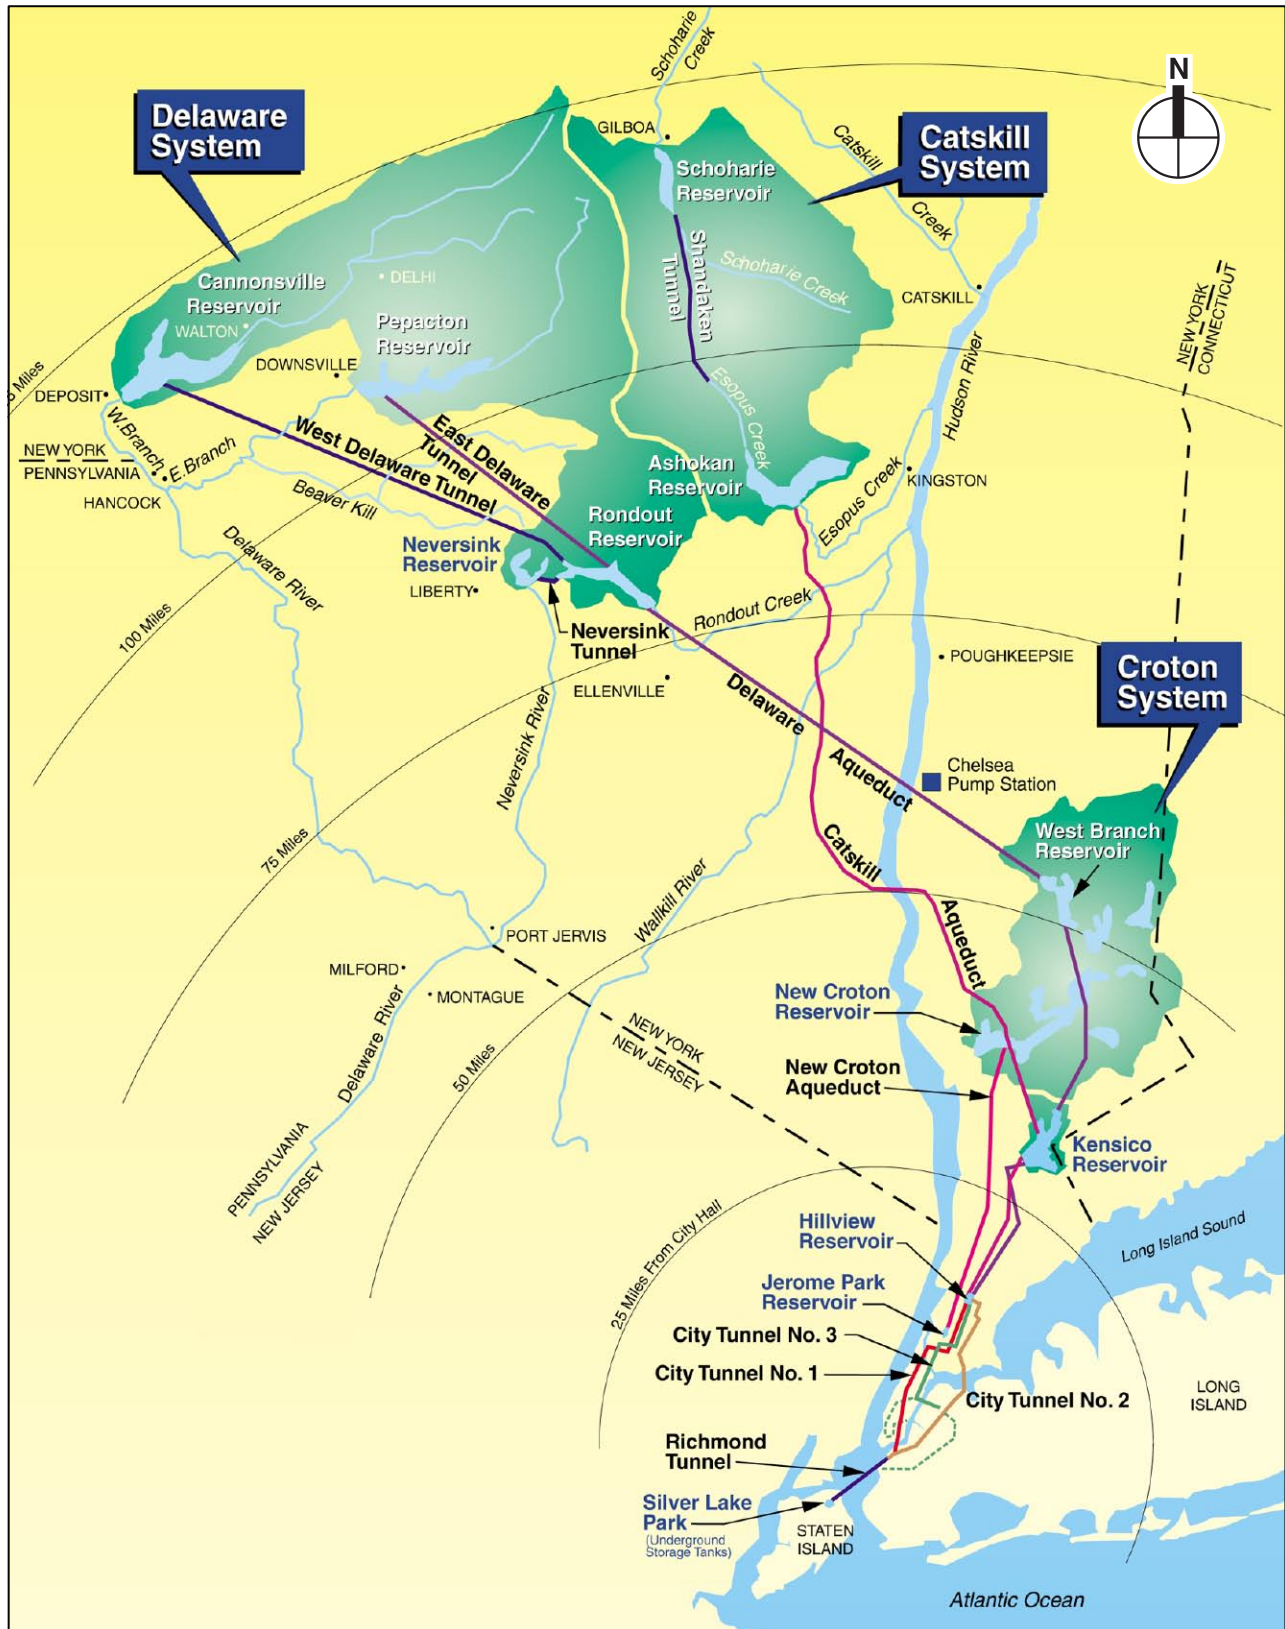 Schoharie
Creek
N
Delaware
System
GILBOA
Catskill
System
Catskill
Creek
Schoharie
Reservoir
Shandaken
Tunnel
Schoharie Creek
Cannonsville
Reservoir
DELHI
WALTON
CATSKILL
NEW YORK
CONNECTICUT
Pepacton
Reservoir
DOWNSVILLE
Miles
DEPOSIT
Hudson River
Esopus Creek
W.Branch
E.Branch
West Delaware Tunnel
East Delaware
Tunnel
NEW YORK
PENNSYLVANIA
HANCOCK
Beaver Kill
Ashokan
Reservoir
Esopus Creek
KINGSTON
Rondout
Reservoir
Delaware River
Neversink
Reservoir
LIBERTY
Neversink
Tunnel
Rondout Creek
100 Miles
POUGHKEEPSIE
ELLENVILLE
Croton
System
Delaware
Aqueduct
Neversink River
Chelsea
Pump Station
75 Miles
Catskill
Aqueduct
West Branch
Reservoir
Wallkill River
PORT JERVIS
MILFORD
MONTAGUE
Delaware River
New Croton
Reservoir
NEW YORK
NEW JERSEY
50 Miles
New Croton
Aqueduct
PENNSYLVANIA
NEW JERSEY
Kensico
Reservoir
25 Miles From City Hall
Hillview
Reservoir
Long Island Sound
Jerome Park
Reservoir
City Tunnel No. 3
City Tunnel No. 1
City Tunnel No. 2
LONG
ISLAND
Richmond
Tunnel
Silver Lake
Park
(Underground
Storage Tanks)
STATEN
ISLAND
Atlantic Ocean